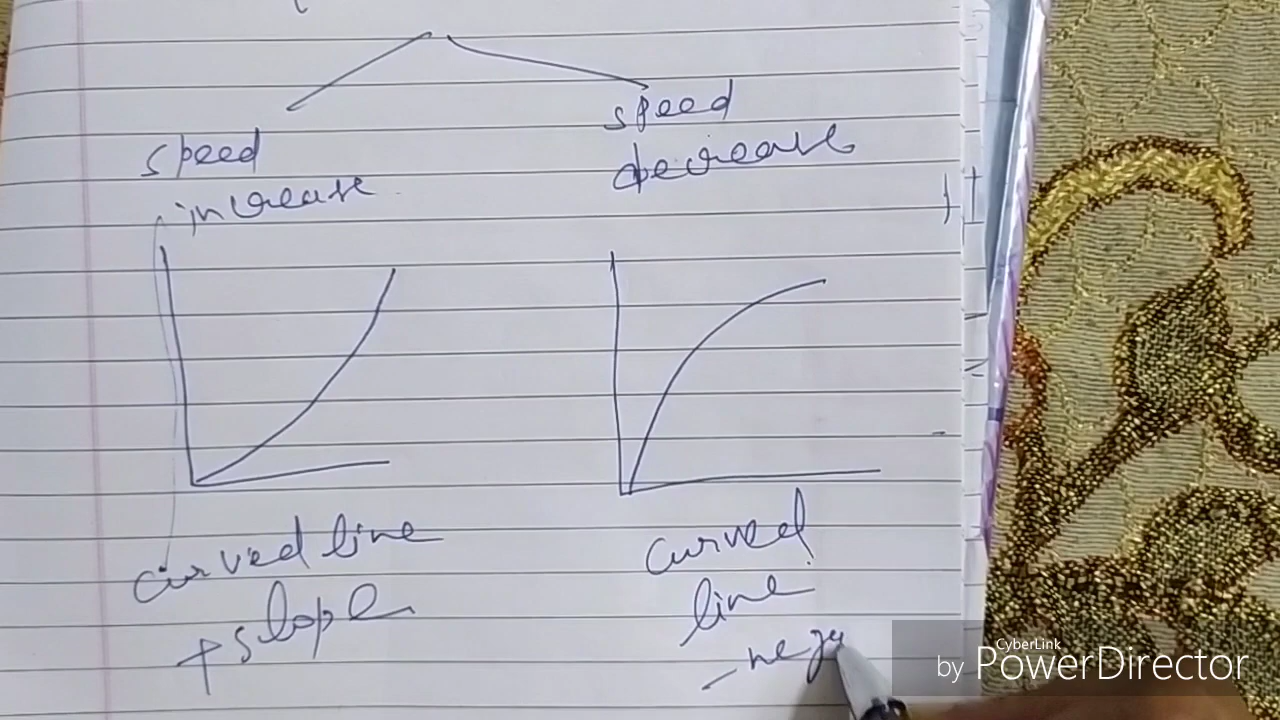 speed
increase
speed
decrease
curved line
+ slope
curved
line
- neg
CyberLink
by PowerDirector